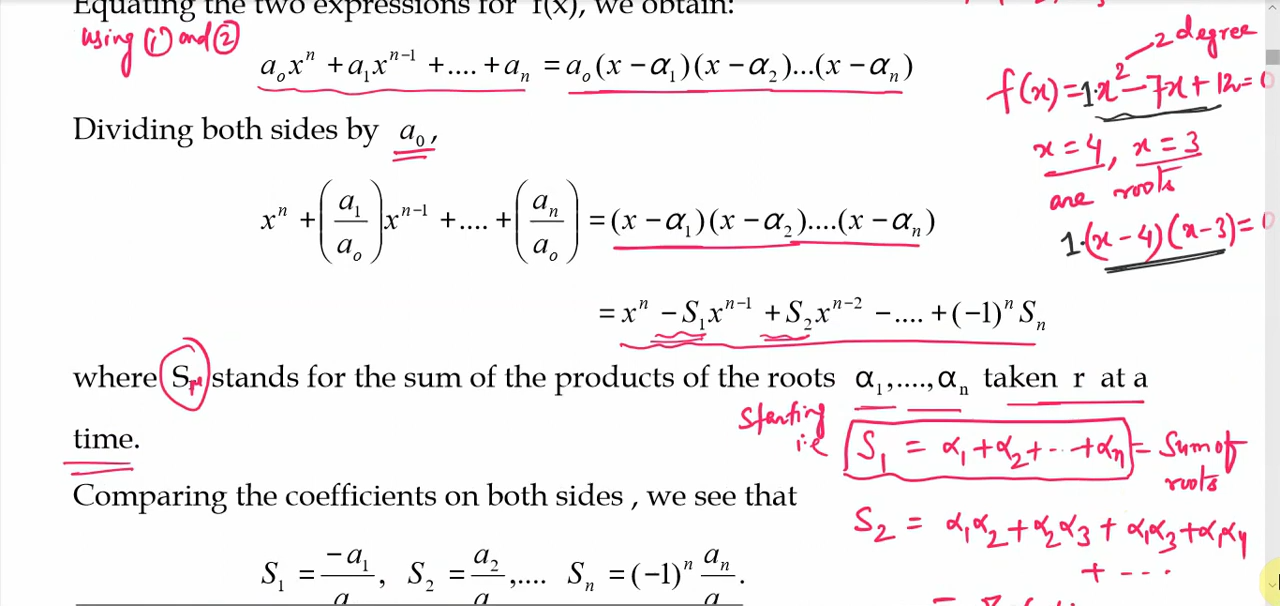 Equating the two expressions for f(x), we obtain:
using ① and ②
a₀xⁿ + a₁xⁿ⁻¹ + .... + aₙ = a₀(x − α₁)(x − α₂)...(x − αₙ)
2 degree
f(x) = 1·x² − 7x + 12 = 0
Dividing both sides by a₀,
x = 4, x = 3
are roots
1·(x − 4)(x − 3) = 0
xⁿ + (a₁/a₀)xⁿ⁻¹ + .... + (aₙ/a₀) = (x − α₁)(x − α₂)....(x − αₙ)
= xⁿ − S₁xⁿ⁻¹ + S₂xⁿ⁻² − .... + (−1)ⁿ Sₙ
where Sᵣ stands for the sum of the products of the roots α₁,....,αₙ taken r at a
time.
starting
i.e S₁ = α₁ + α₂ + ... + αₙ = Sum of
roots
Comparing the coefficients on both sides , we see that
S₂ = α₁α₂ + α₂α₃ + α₁α₃ + α₁α₄
+ ---
S₁ = −a₁/a, S₂ = a₂/a,.... Sₙ = (−1)ⁿ aₙ/a.